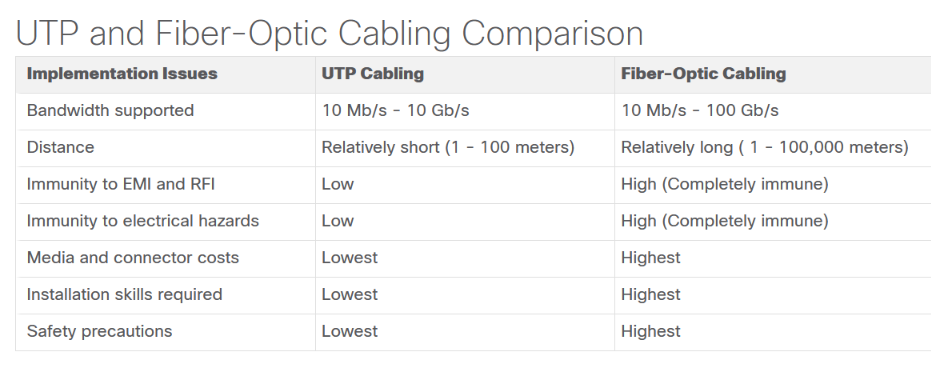 UTP and Fiber-Optic Cabling Comparison
Implementation Issues UTP Cabling Fiber-Optic Cabling
Bandwidth supported 10 Mb/s - 10 Gb/s 10 Mb/s - 100 Gb/s
Distance Relatively short (1 - 100 meters) Relatively long ( 1 - 100,000 meters)
Immunity to EMI and RFI Low High (Completely immune)
Immunity to electrical hazards Low High (Completely immune)
Media and connector costs Lowest Highest
Installation skills required Lowest Highest
Safety precautions Lowest Highest